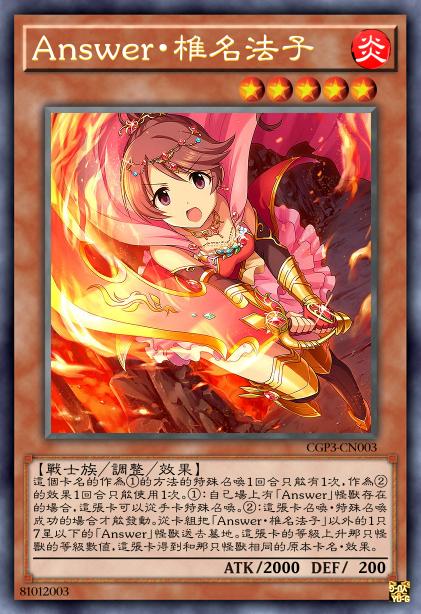 Answer・椎名法子
炎
CGP3-CN003
【戰士族/調整/效果】
這個卡名的作為①的方法的特殊召喚1回合只能有1次，作為②
的效果1回合只能使用1次。①：自己場上有「Answer」怪獸存在
的場合，這張卡可以從手卡特殊召喚。②：這張卡召喚・特殊召喚
成功的場合才能發動。從卡組把「Answer・椎名法子」以外的1只
7星以下的「Answer」怪獸送去墓地。這張卡的等級上升那只怪
獸的等級數值，這張卡得到和那只怪獸相同的原本卡名・效果。
ATK/2000 DEF/ 200
81012003